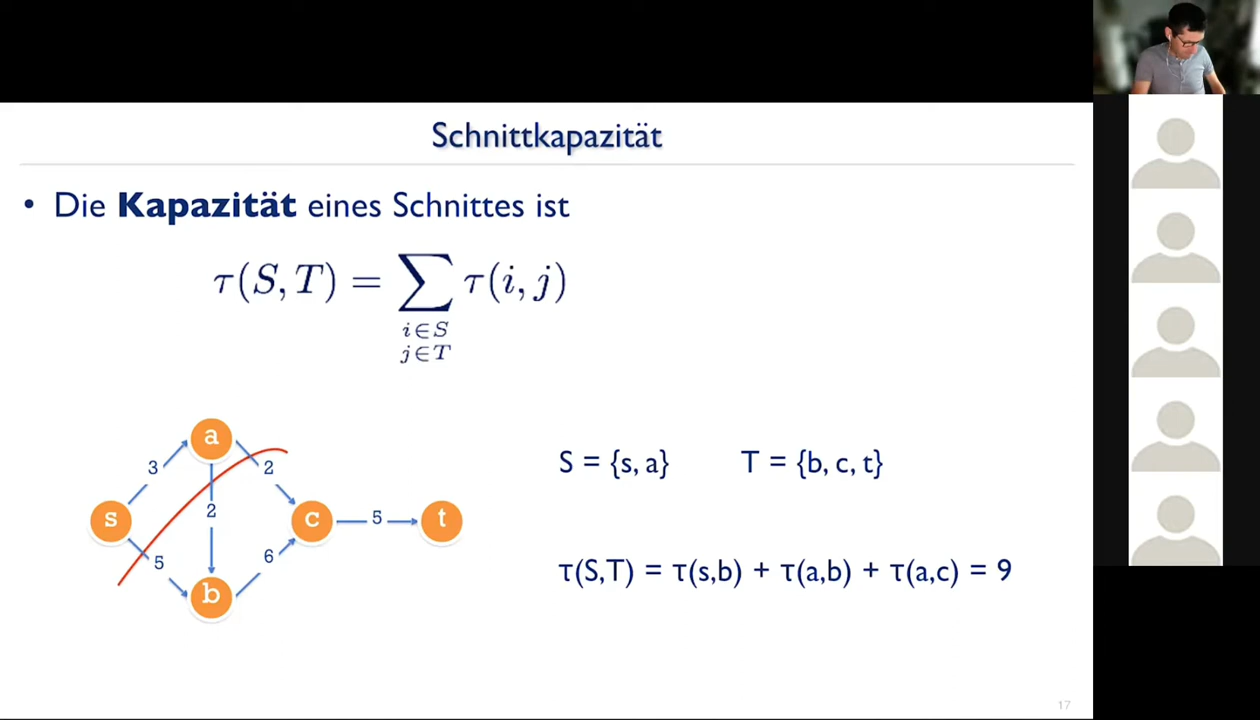 Schnittkapazität
• Die Kapazität eines Schnittes ist
τ(S, T) = ∑ τ(i, j)
i∈S
j∈T
a
3
2
S = {s, a} T = {b, c, t}
s
2
c
5
t
5
6
τ(S,T) = τ(s,b) + τ(a,b) + τ(a,c) = 9
b
17